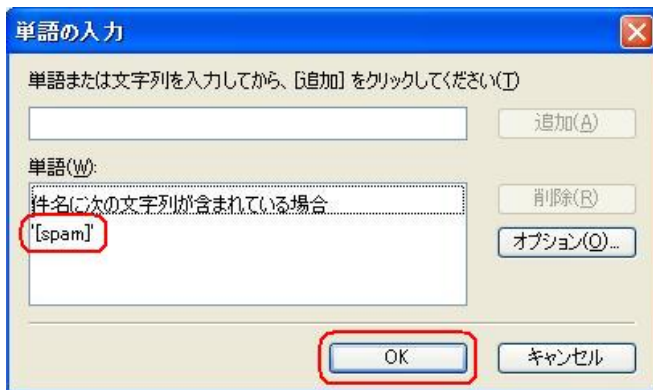 単語の入力
単語または文字列を入力してから、[追加] をクリックしてください(T)
追加(A)
単語(W):
件名に次の文字列が含まれている場合
'[spam]'
削除(R)
オプション(O)...
OK
キャンセル